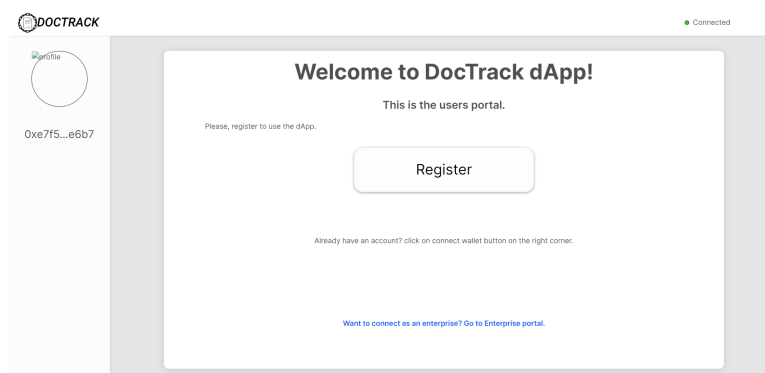 DOCTRACK
Connected
profile
0xe7f5...e6b7
Welcome to DocTrack dApp!
This is the users portal.
Please, register to use the dApp.
Register
Already have an account? click on connect wallet button on the right corner.
Want to connect as an enterprise? Go to Enterprise portal.